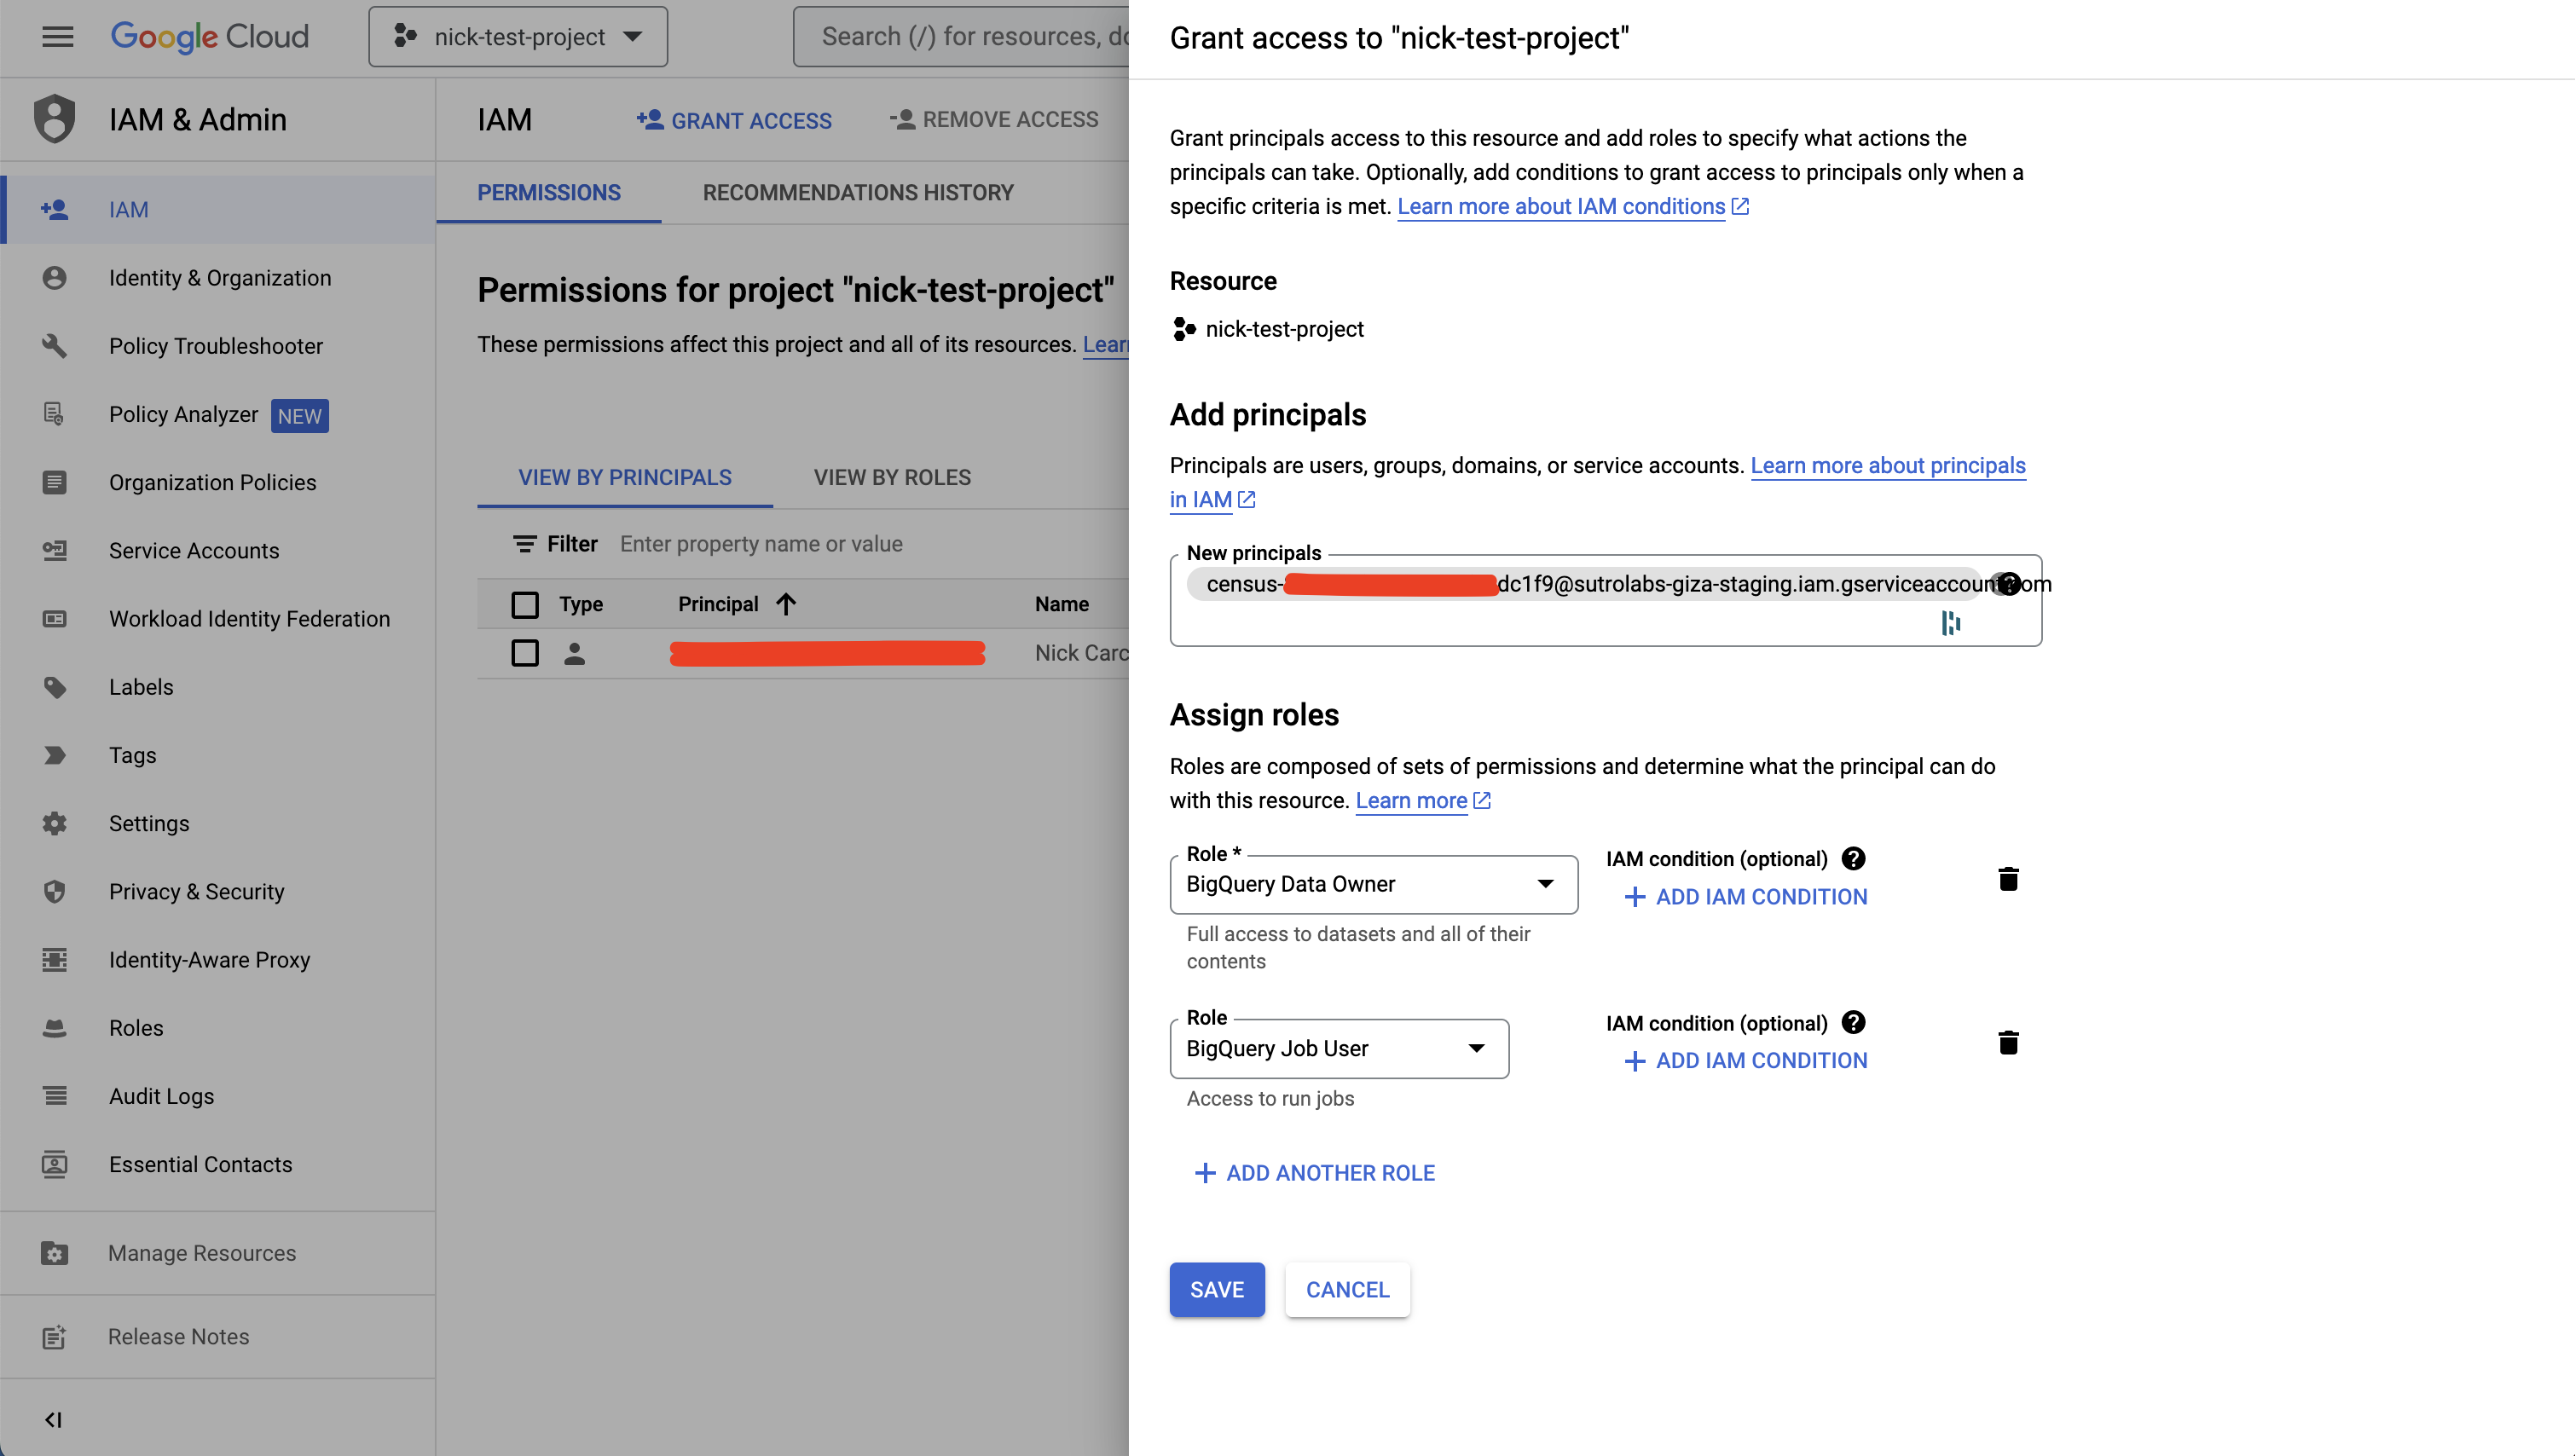 Google Cloud
nick-test-project
Search (/) for resources, do
IAM & Admin
IAM
Identity & Organization
Policy Troubleshooter
Policy Analyzer NEW
Organization Policies
Service Accounts
Workload Identity Federation
Labels
Tags
Settings
Privacy & Security
Identity-Aware Proxy
Roles
Audit Logs
Essential Contacts
Manage Resources
Release Notes
IAM
GRANT ACCESS
REMOVE ACCESS
PERMISSIONS
RECOMMENDATIONS HISTORY
Permissions for project "nick-test-project"
These permissions affect this project and all of its resources. Lear
VIEW BY PRINCIPALS
VIEW BY ROLES
Filter Enter property name or value
Type Principal Name
Nick Carc
Grant access to "nick-test-project"
Grant principals access to this resource and add roles to specify what actions the
principals can take. Optionally, add conditions to grant access to principals only when a
specific criteria is met. Learn more about IAM conditions
Resource
nick-test-project
Add principals
Principals are users, groups, domains, or service accounts. Learn more about principals
in IAM
New principals
census- dc1f9@sutrolabs-giza-staging.iam.gserviceaccount om
Assign roles
Roles are composed of sets of permissions and determine what the principal can do
with this resource. Learn more
Role *
BigQuery Data Owner
Full access to datasets and all of their
contents
IAM condition (optional)
ADD IAM CONDITION
Role
BigQuery Job User
Access to run jobs
IAM condition (optional)
ADD IAM CONDITION
ADD ANOTHER ROLE
SAVE
CANCEL